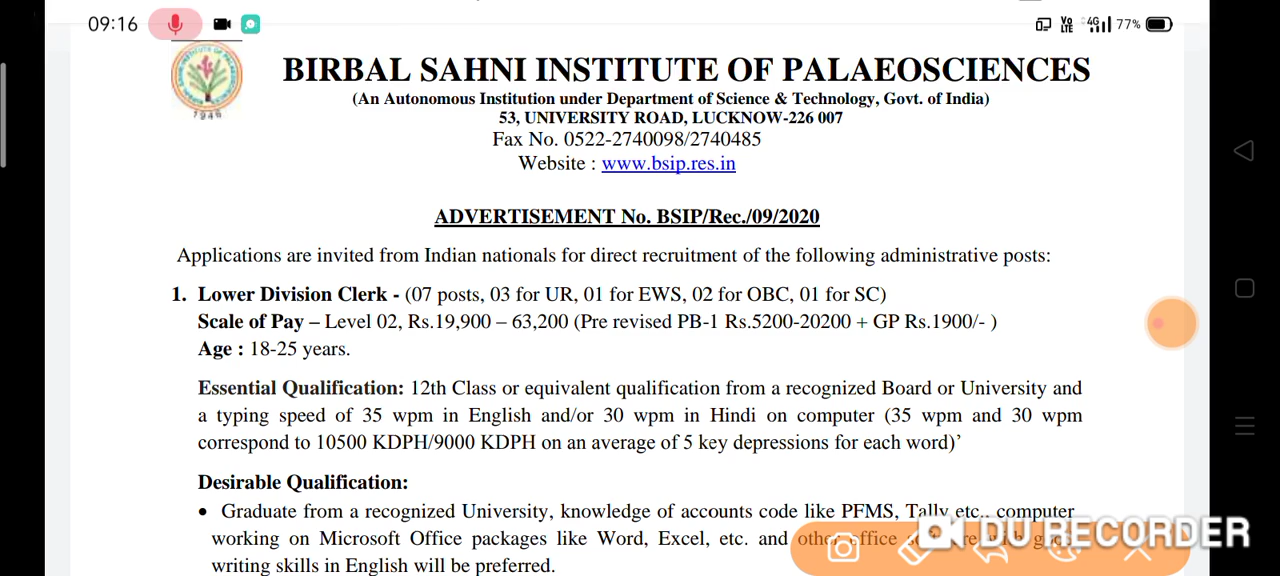 09:16
Vo LTE 4G 77%
BIRBAL SAHNI INSTITUTE OF PALAEOSCIENCES
(An Autonomous Institution under Department of Science & Technology, Govt. of India)
53, UNIVERSITY ROAD, LUCKNOW-226 007
Fax No. 0522-2740098/2740485
Website : www.bsip.res.in
1946
ADVERTISEMENT No. BSIP/Rec./09/2020
Applications are invited from Indian nationals for direct recruitment of the following administrative posts:
1. Lower Division Clerk - (07 posts, 03 for UR, 01 for EWS, 02 for OBC, 01 for SC)
Scale of Pay – Level 02, Rs.19,900 – 63,200 (Pre revised PB-1 Rs.5200-20200 + GP Rs.1900/- )
Age : 18-25 years.
Essential Qualification: 12th Class or equivalent qualification from a recognized Board or University and
a typing speed of 35 wpm in English and/or 30 wpm in Hindi on computer (35 wpm and 30 wpm
correspond to 10500 KDPH/9000 KDPH on an average of 5 key depressions for each word)’
Desirable Qualification:
• Graduate from a recognized University, knowledge of accounts code like PFMS, Tally etc., computer
working on Microsoft Office packages like Word, Excel, etc. and other office
writing skills in English will be preferred.
DU RECORDER